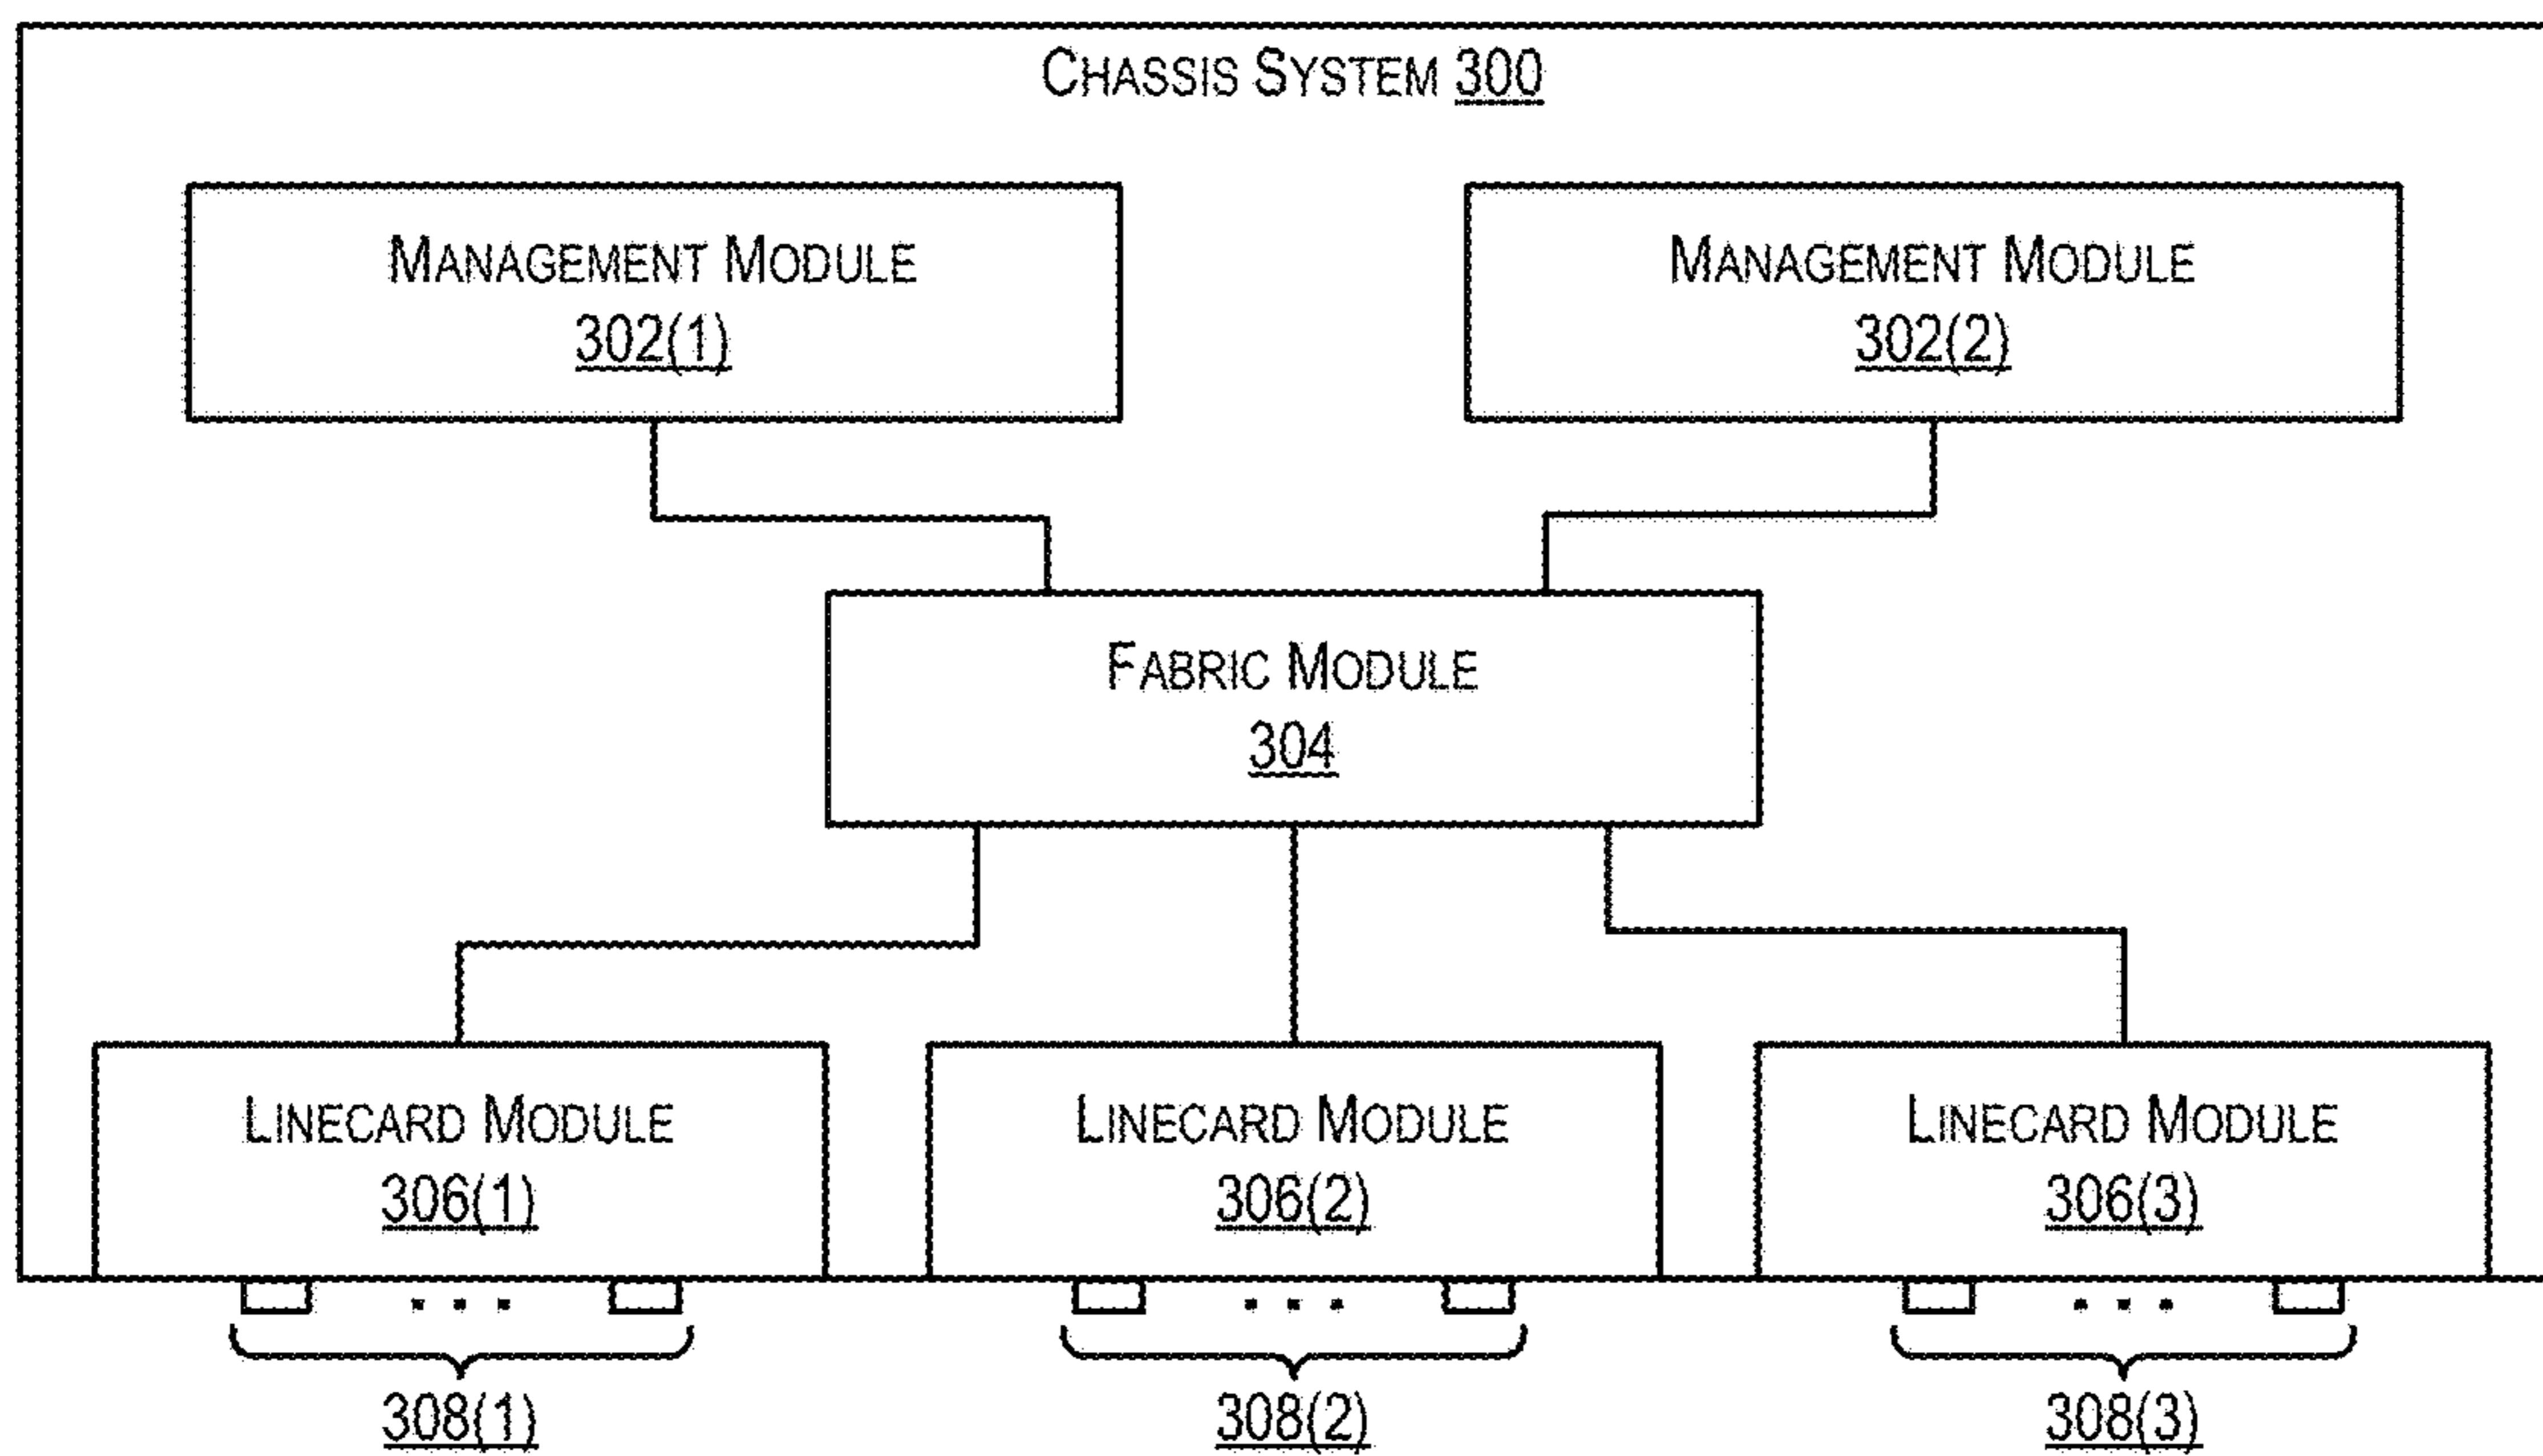 CHASSIS SYSTEM 300
MANAGEMENT MODULE
302(1)
MANAGEMENT MODULE
302(2)
FABRIC MODULE
304
LINECARD MODULE
306(1)
LINECARD MODULE
306(2)
LINECARD MODULE
306(3)
308(1)
308(2)
308(3)